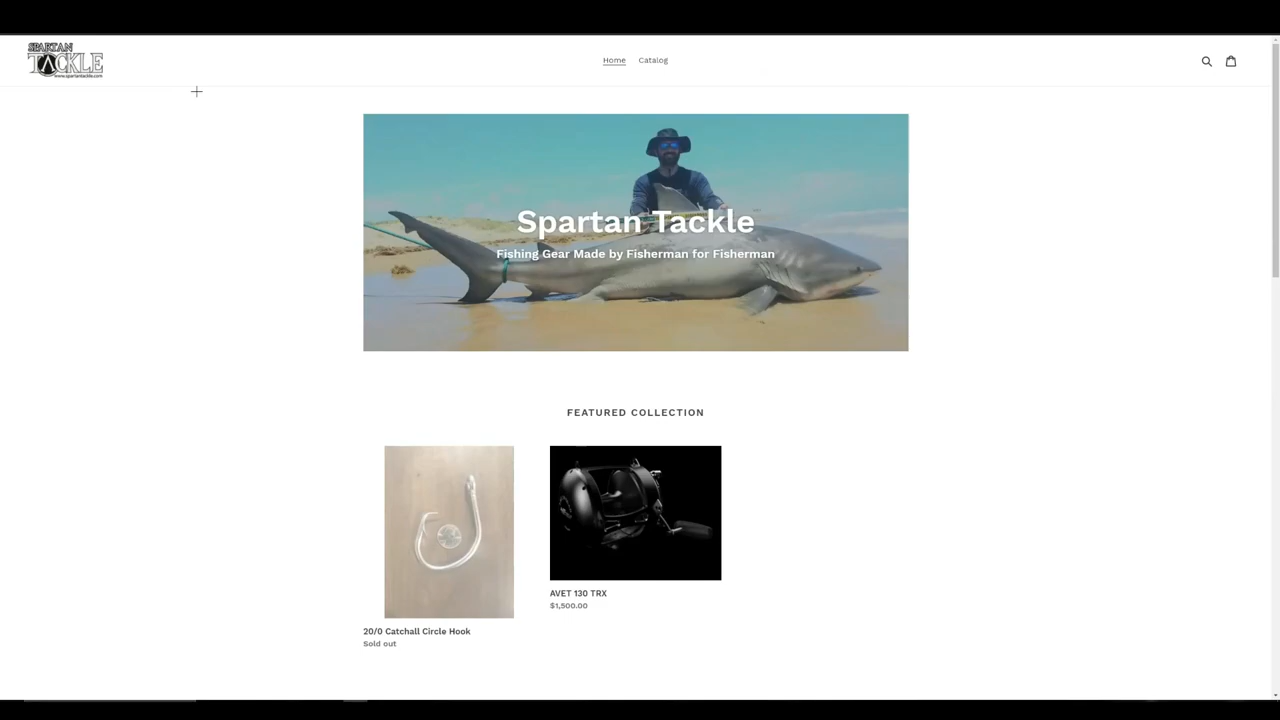 SPARTAN
TACKLE
www.spartantackle.com
Home
Catalog
Spartan Tackle
Fishing Gear Made by Fisherman for Fisherman
FEATURED COLLECTION
20/0 Catchall Circle Hook
Sold out
AVET 130 TRX
$1,500.00